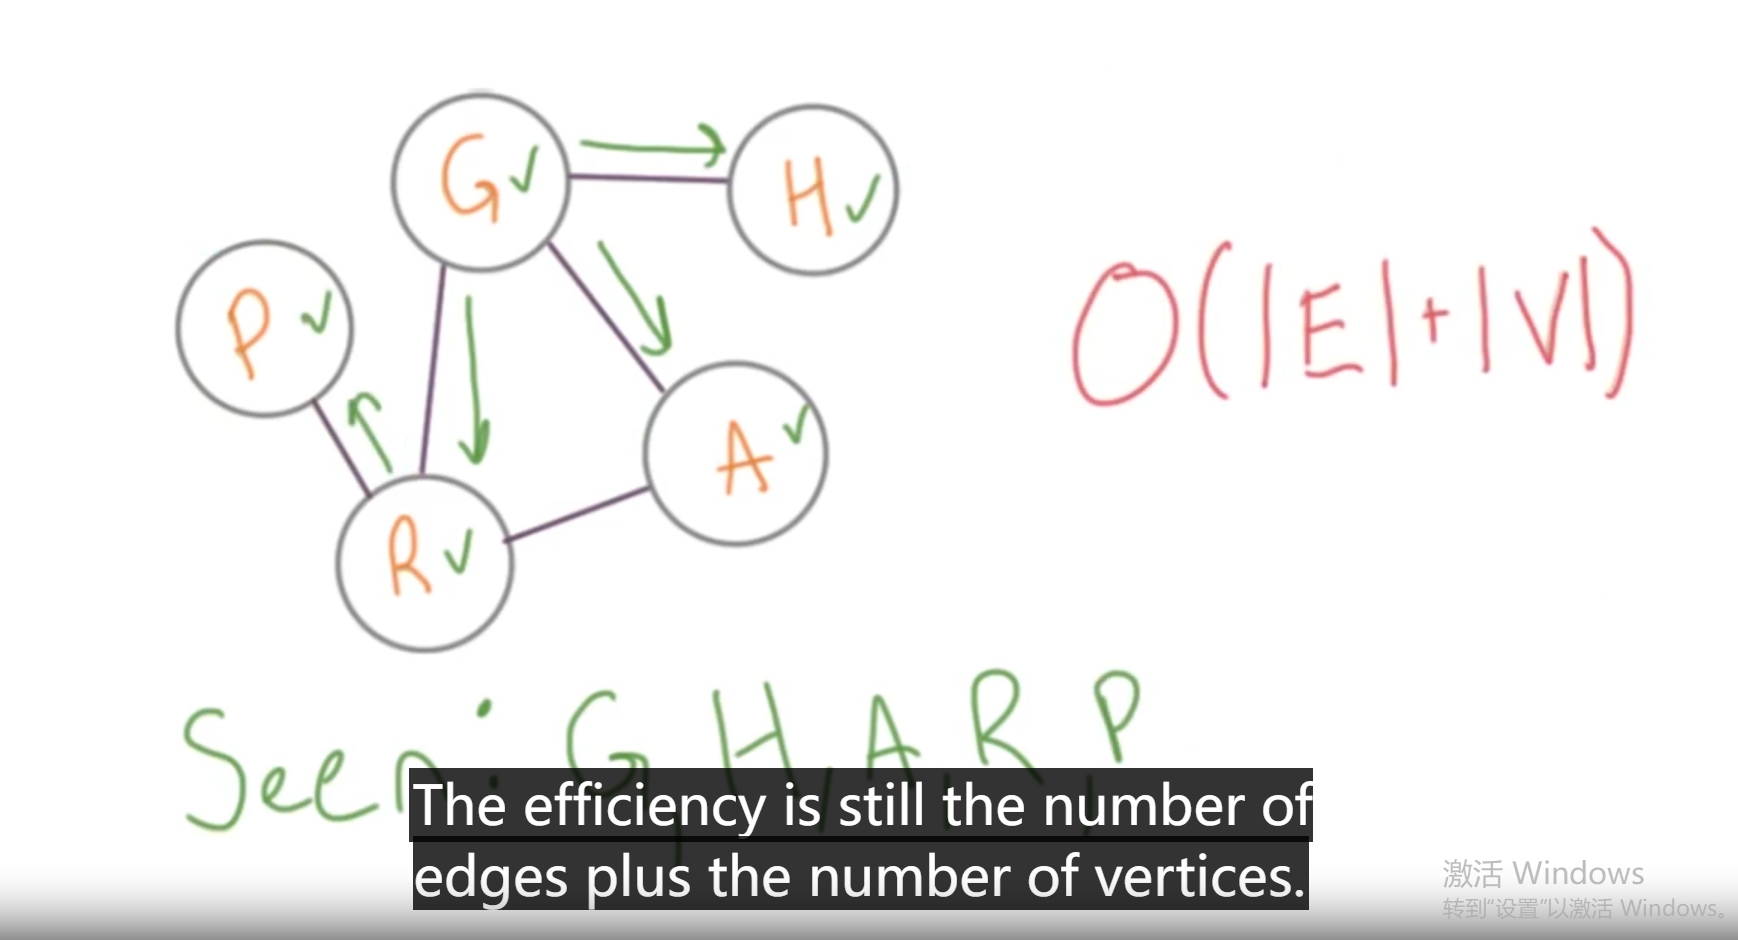 G H
P
O(|E|+|V|)
A
R
Seen: G, H, A, R, P
The efficiency is still the number of
edges plus the number of vertices.
激活 Windows
转到“设置”以激活 Windows。